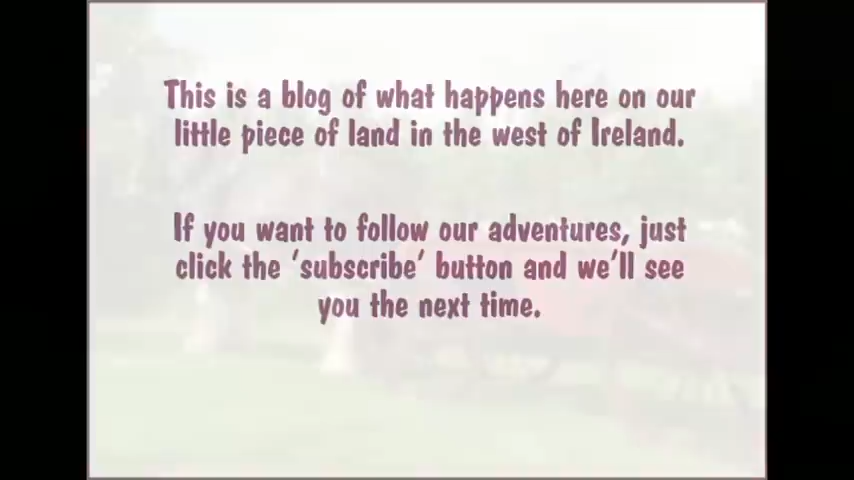 This is a blog of what happens here on our
little piece of land in the west of Ireland.
If you want to follow our adventures, just
click the ‘subscribe’ button and we’ll see
you the next time.